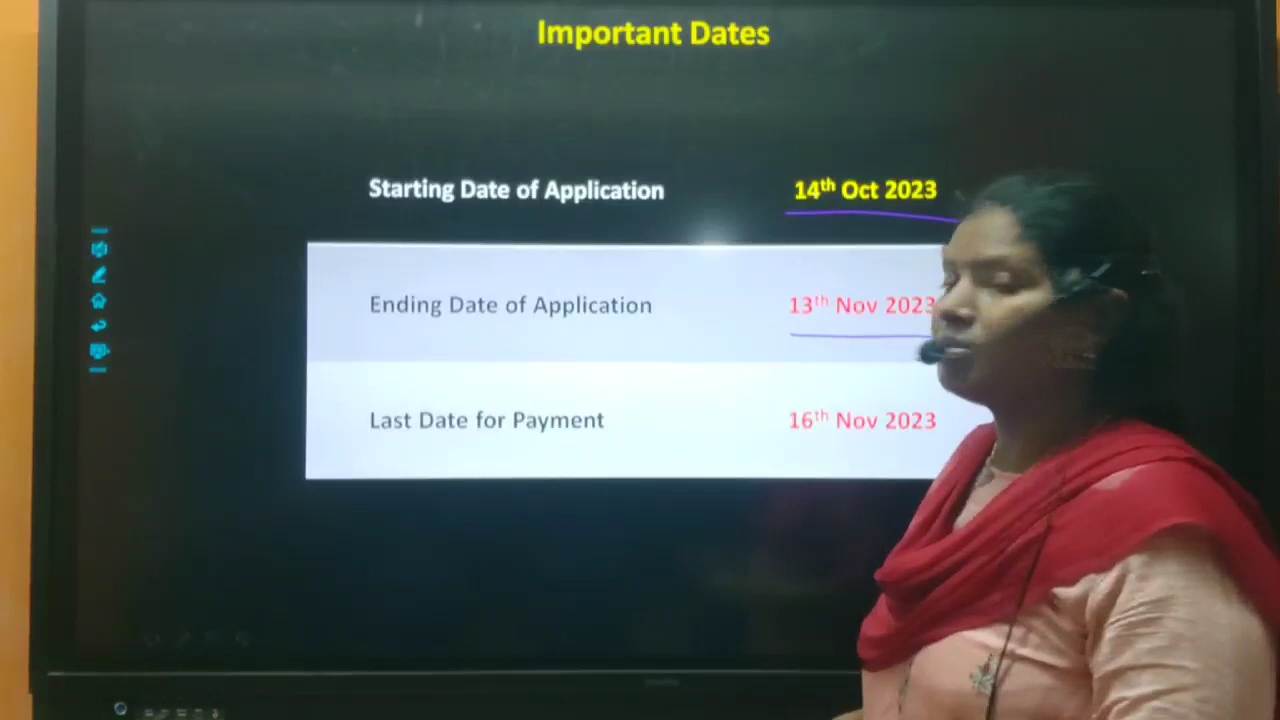 Important Dates
Starting Date of Application 14th Oct 2023
Ending Date of Application 13th Nov 2023
Last Date for Payment 16th Nov 2023